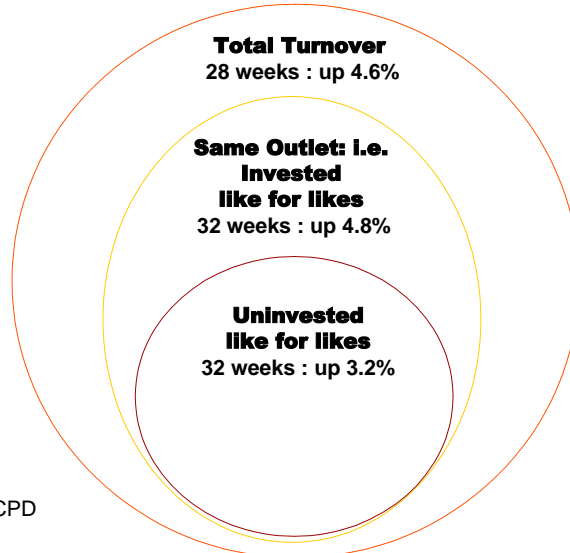 Total Turnover
28 weeks : up 4.6%
Same Outlet: i.e.
Invested
like for likes
32 weeks : up 4.8%
Uninvested
like for likes
32 weeks : up 3.2%
CPD